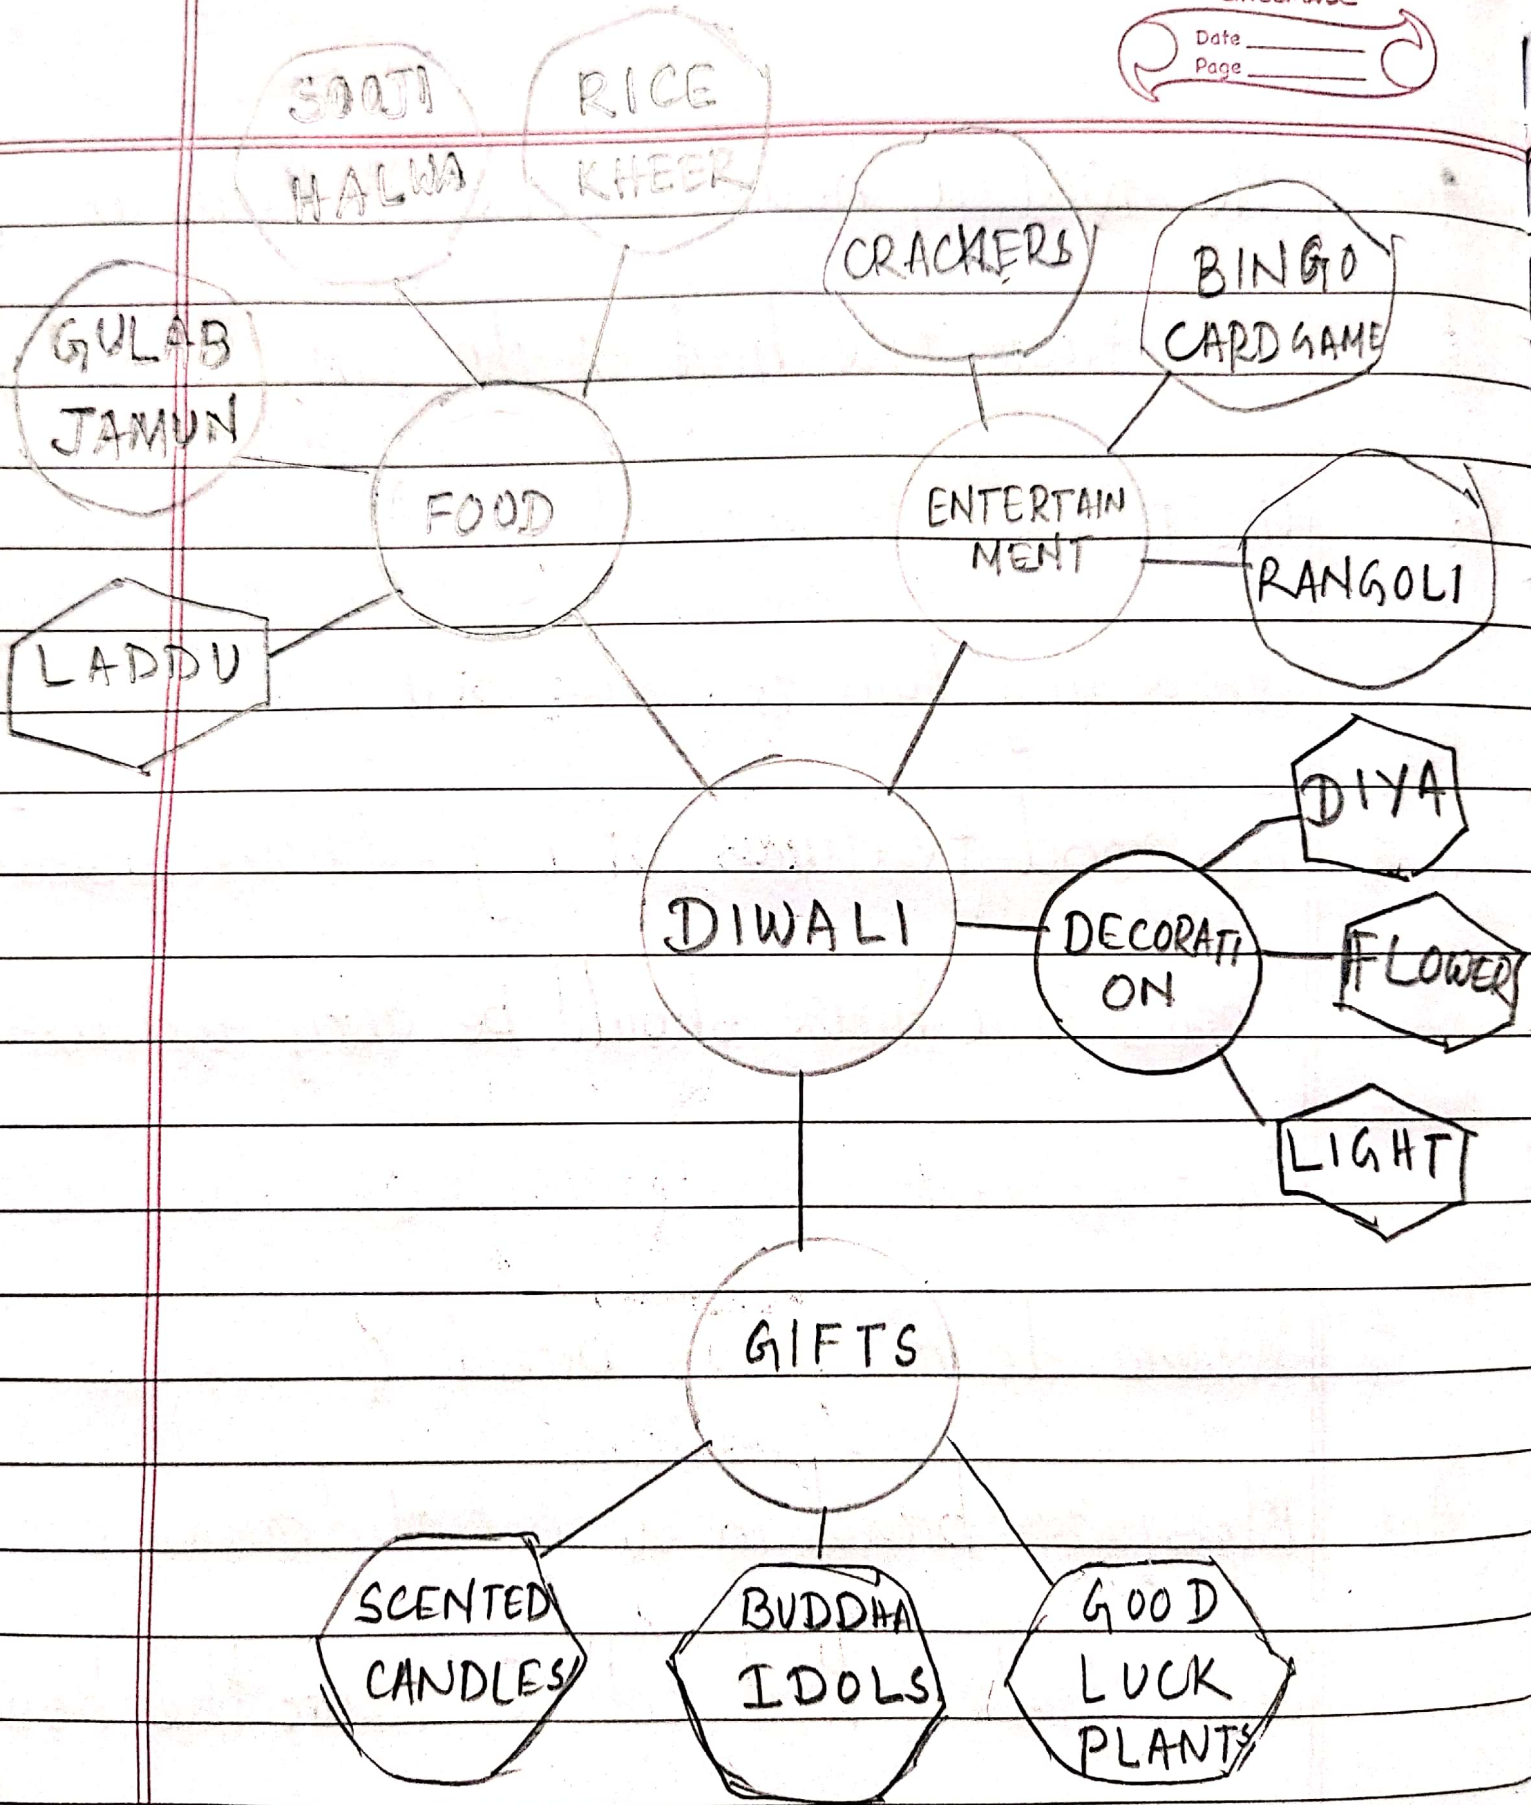 Date
Page
SOOJI
HALWA
RICE
KHEER
CRACKERS
BINGO
CARD GAME
GULAB
JAMUN
FOOD
ENTERTAIN
MENT
RANGOLI
LADDU
DIYA
DIWALI
DECORATI
ON
FLOWERS
LIGHT
GIFTS
SCENTED
CANDLES
BUDDHA
IDOLS
GOOD
LUCK
PLANTS